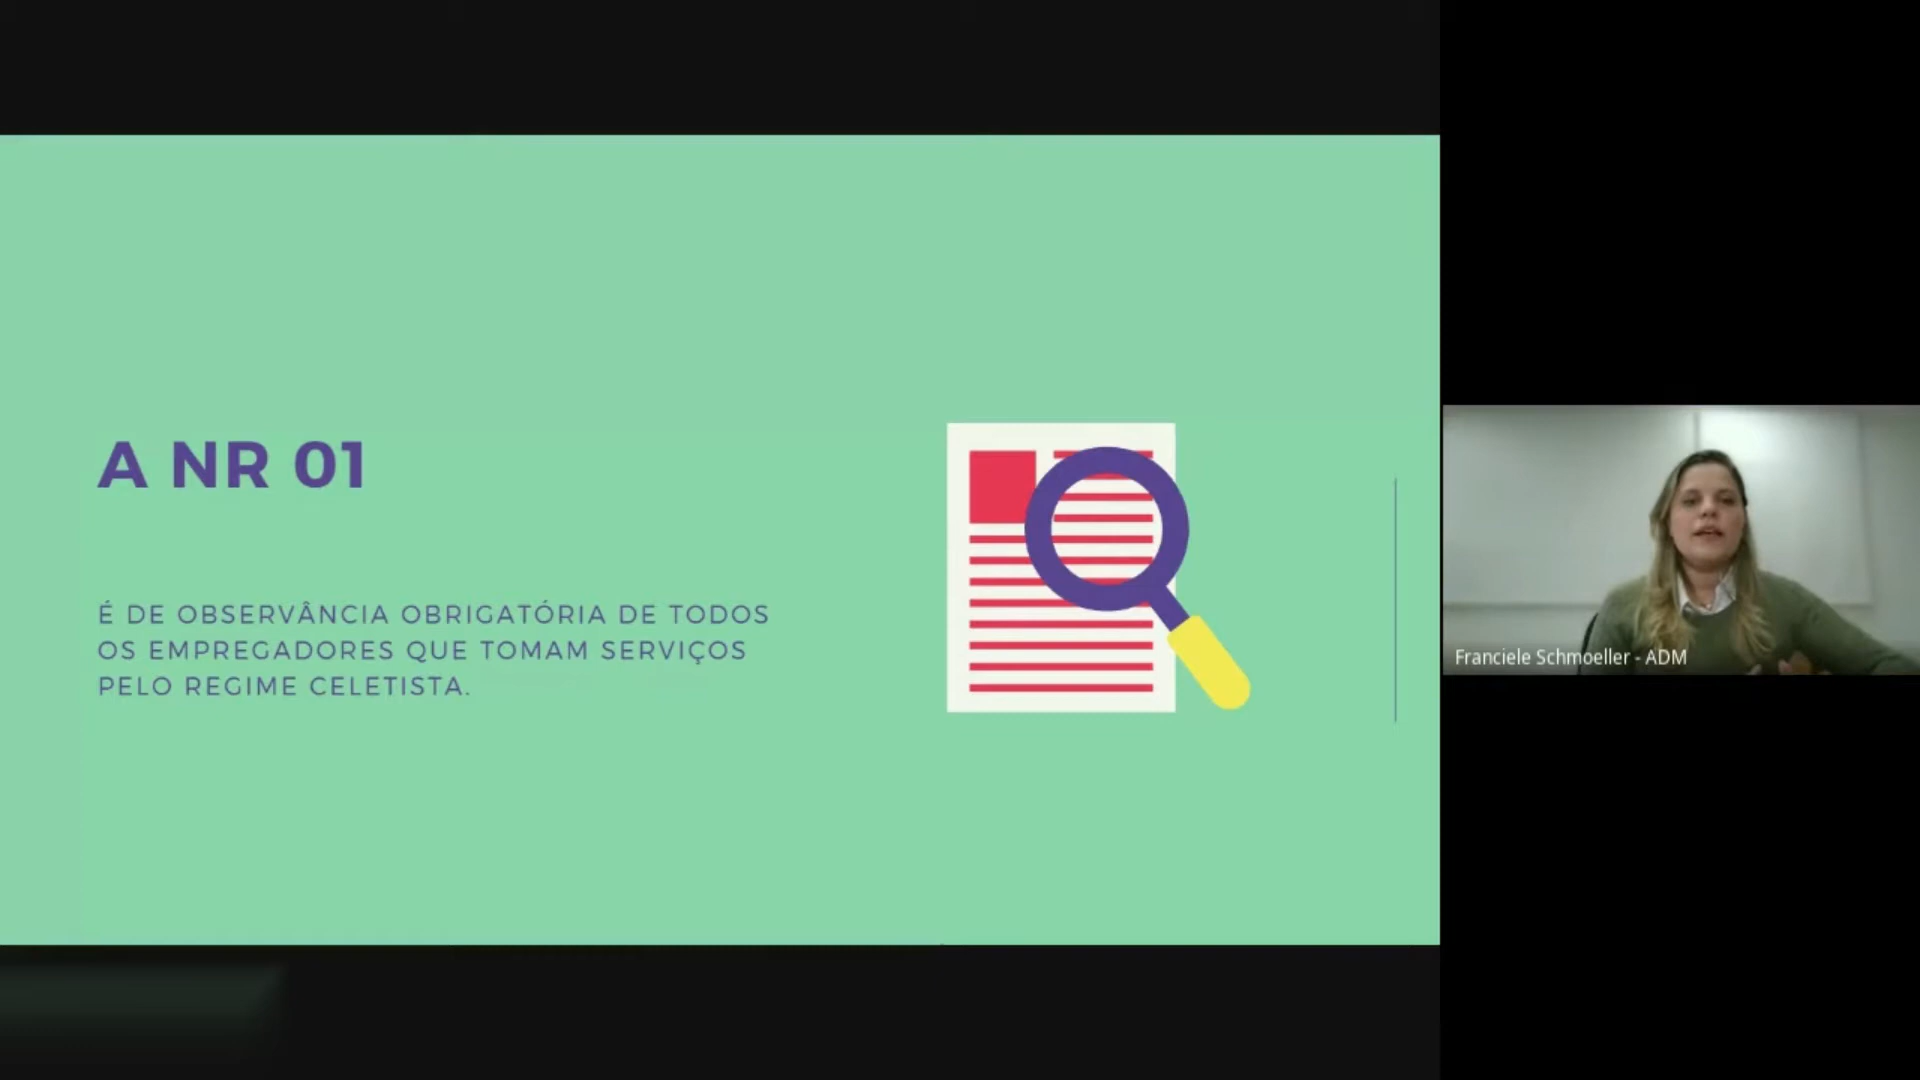 A NR 01
É DE OBSERVÂNCIA OBRIGATÓRIA DE TODOS
OS EMPREGADORES QUE TOMAM SERVIÇOS
PELO REGIME CELETISTA.
Franciele Schmoeller - ADM